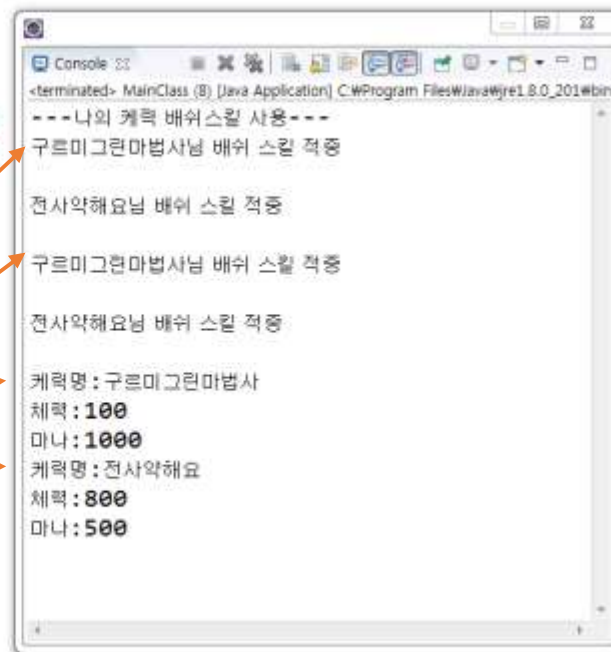 Console
<terminated> MainClass (8) [Java Application] C:₩Program Files₩Java₩jre1.8.0_201₩bin
---나의 케릭 배쉬스킬 사용---
구르미그린마법사님 배쉬 스킬 적중
전사약해요님 배쉬 스킬 적중
구르미그린마법사님 배쉬 스킬 적중
전사약해요님 배쉬 스킬 적중
케릭명:구르미그린마법사
체력:100
마나:1000
케릭명:전사약해요
체력:800
마나:500